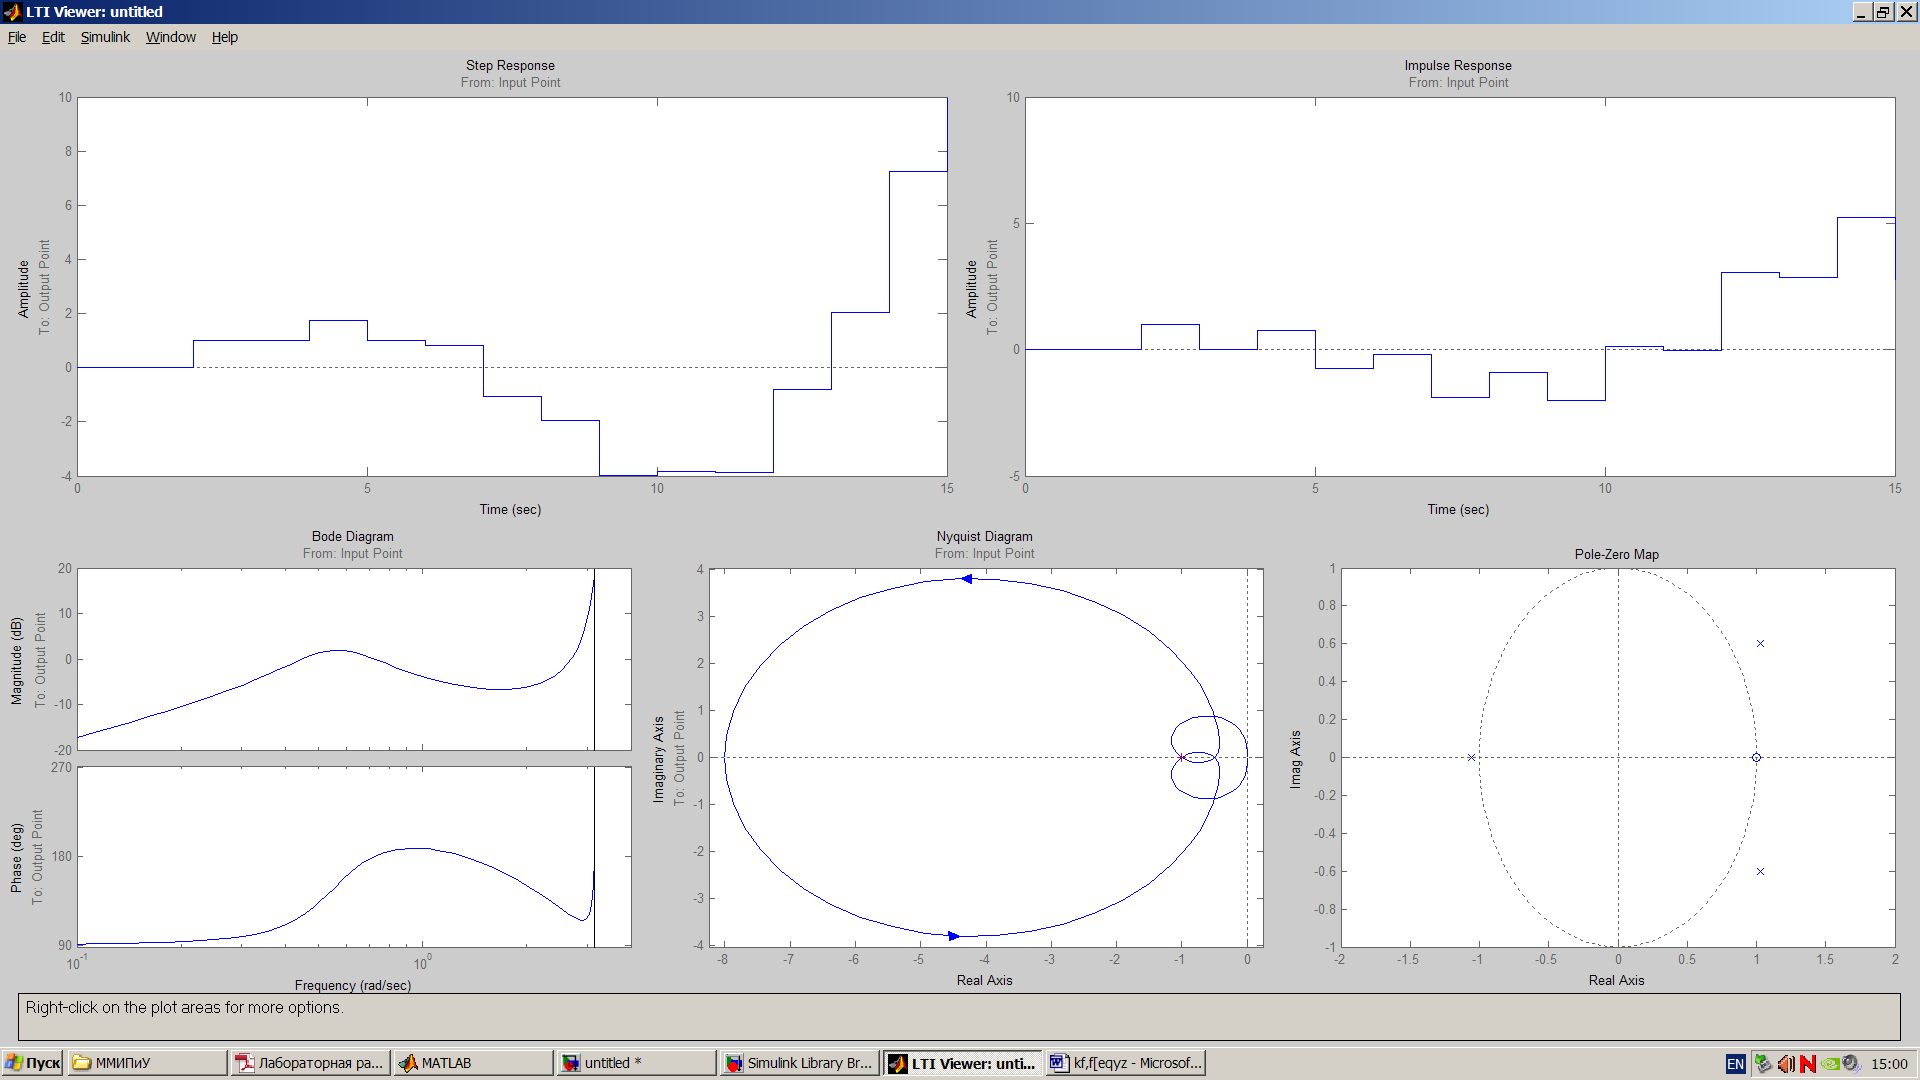 LTI Viewer: untitled
File Edit Simulink Window Help
Step Response
From: Input Point
10
8
6
4
2
0
-2
-4
0 5 10 15
Amplitude
To: Output Point
Time (sec)
Impulse Response
From: Input Point
10
5
0
-5
0 5 10 15
Amplitude
To: Output Point
Time (sec)
Bode Diagram
From: Input Point
20
10
0
-10
-20
Magnitude (dB)
To: Output Point
270
180
90
Phase (deg)
To: Output Point
10-1 100
Frequency (rad/sec)
Nyquist Diagram
From: Input Point
4
3
2
1
0
-1
-2
-3
-4
-8 -7 -6 -5 -4 -3 -2 -1 0
Imaginary Axis
To: Output Point
Real Axis
Pole-Zero Map
1
0.8
0.6
0.4
0.2
0
-0.2
-0.4
-0.6
-0.8
-1
-2 -1.5 -1 -0.5 0 0.5 1 1.5 2
Imag Axis
Real Axis
Right-click on the plot areas for more options.
Пуск ММИПиУ Лабораторная ра... MATLAB untitled * Simulink Library Br... LTI Viewer: unti... kf,f[eqyz - Microsof... EN 15:00